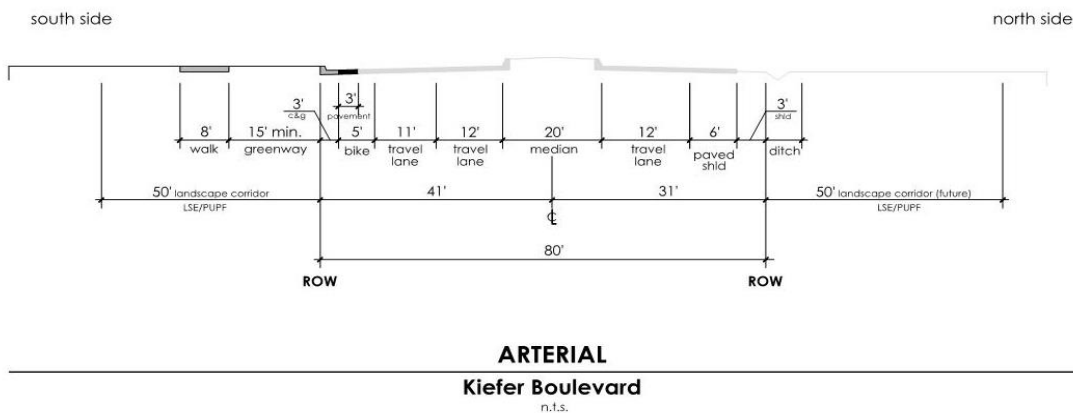 south side
north side
3'
c&g
3'
pavement
3'
shld
8'
walk
15' min.
greenway
5'
bike
11'
travel
lane
12'
travel
lane
20'
median
12'
travel
lane
6'
paved
shld
ditch
50' landscape corridor
LSE/PUPF
41'
31'
50' landscape corridor (future)
LSE/PUPF
℄
80'
ROW
ROW
ARTERIAL
Kiefer Boulevard
n.t.s.